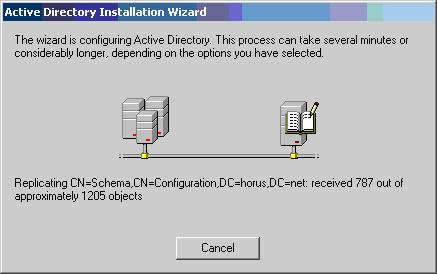 Active Directory Installation Wizard
The wizard is configuring Active Directory. This process can take several minutes or
considerably longer, depending on the options you have selected.
Replicating CN=Schema,CN=Configuration,DC=horus,DC=net: received 787 out of
approximately 1205 objects
Cancel